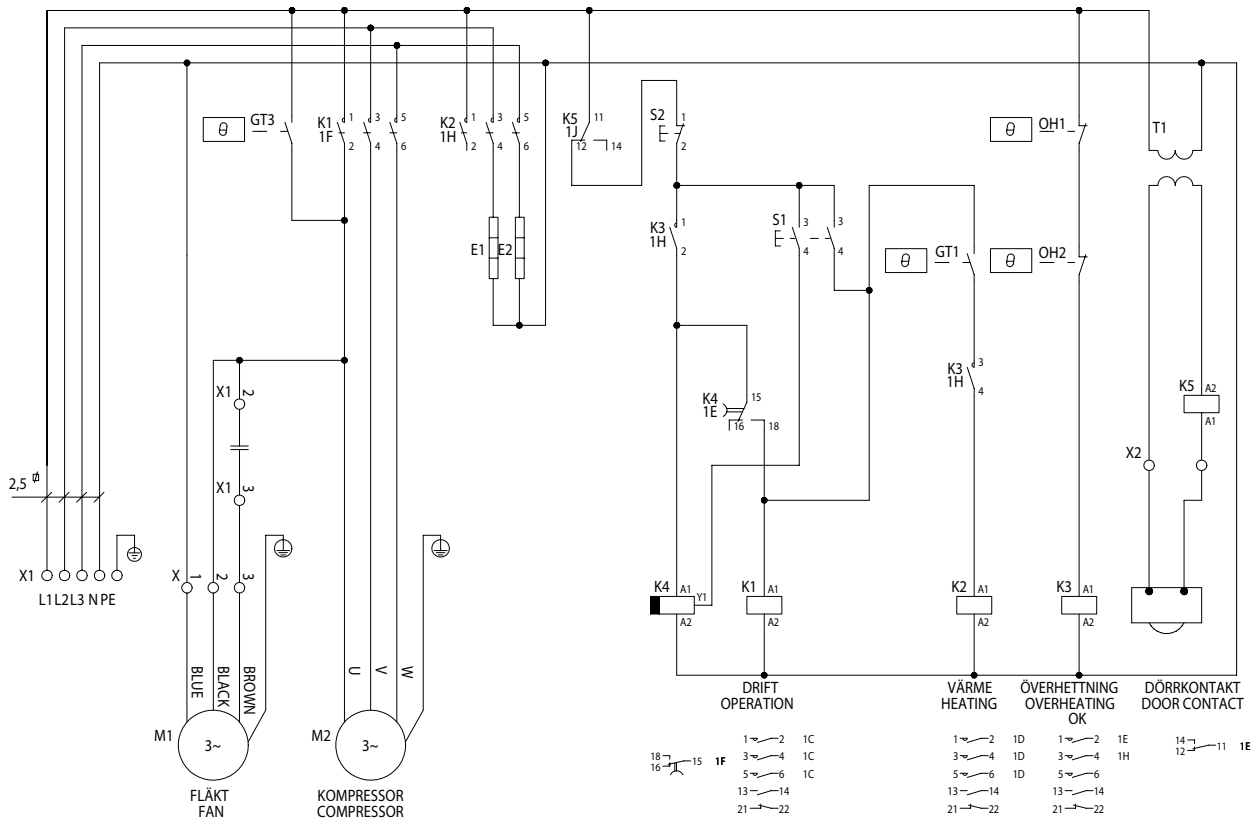 GT3
θ
K1
1F
1 3 5
2 4 6
K2
1H
1 3 5
2 4 6
K5
1J
11
12 14
S2
1
2
θ
OH1
T1
K3
1H
1
2
S1
3 3
4 4
θ
GT1
θ
OH2
E1 E2
X1 2
K4
1E
15
16 18
K3
1H
3
4
K5 A2
A1
X2
2,5
X1 3
X1
L1 L2 L3 N PE
X 1 2 3
BLUE
BLACK
BROWN
U V W
K4 A1 Y1
A2
K1 A1
A2
K2 A1
A2
K3 A1
A2
M1 3~
M2 3~
FLÄKT
FAN
KOMPRESSOR
COMPRESSOR
DRIFT
OPERATION
VÄRME
HEATING
ÖVERHETTNING
OVERHEATING
OK
DÖRRKONTAKT
DOOR CONTACT
18
16 15 1F
1 2 1C
3 4 1C
5 6 1C
13 14
21 22
1 2 1D
3 4 1D
5 6 1D
13 14
21 22
1 2 1E
3 4 1H
5 6
13 14
21 22
14
12 11 1E